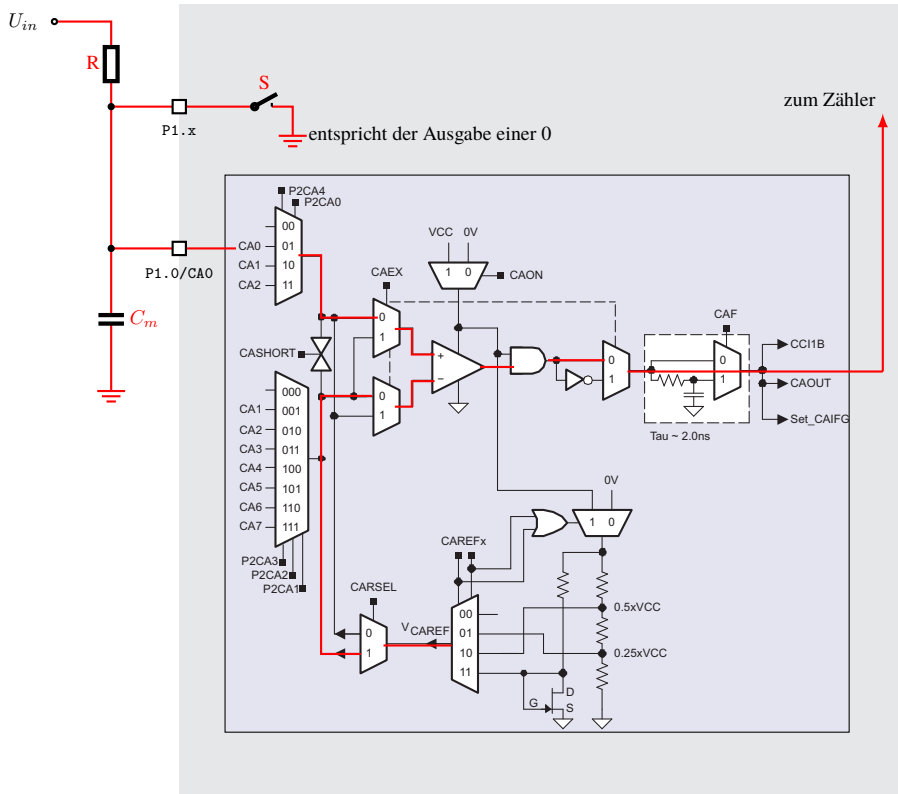 U_in
R
S
P1.x
entspricht der Ausgabe einer 0
zum Zähler
P2CA4
P2CA0
00
CA0 01
CA1 10
CA2 11
P1.0/CA0
C_m
VCC 0V
1 0
CAON
CAEX
0
1
CASHORT
0
1
+
−
0
1
CAF
0
1
CCI1B
CAOUT
Set_CAIFG
Tau ~ 2.0ns
000
CA1 001
CA2 010
CA3 011
CA4 100
CA5 101
CA6 110
CA7 111
P2CA3
P2CA2
P2CA1
0V
1 0
CAREFx
CARSEL
0
1
VCAREF
00
01
10
11
0.5xVCC
0.25xVCC
G
D
S